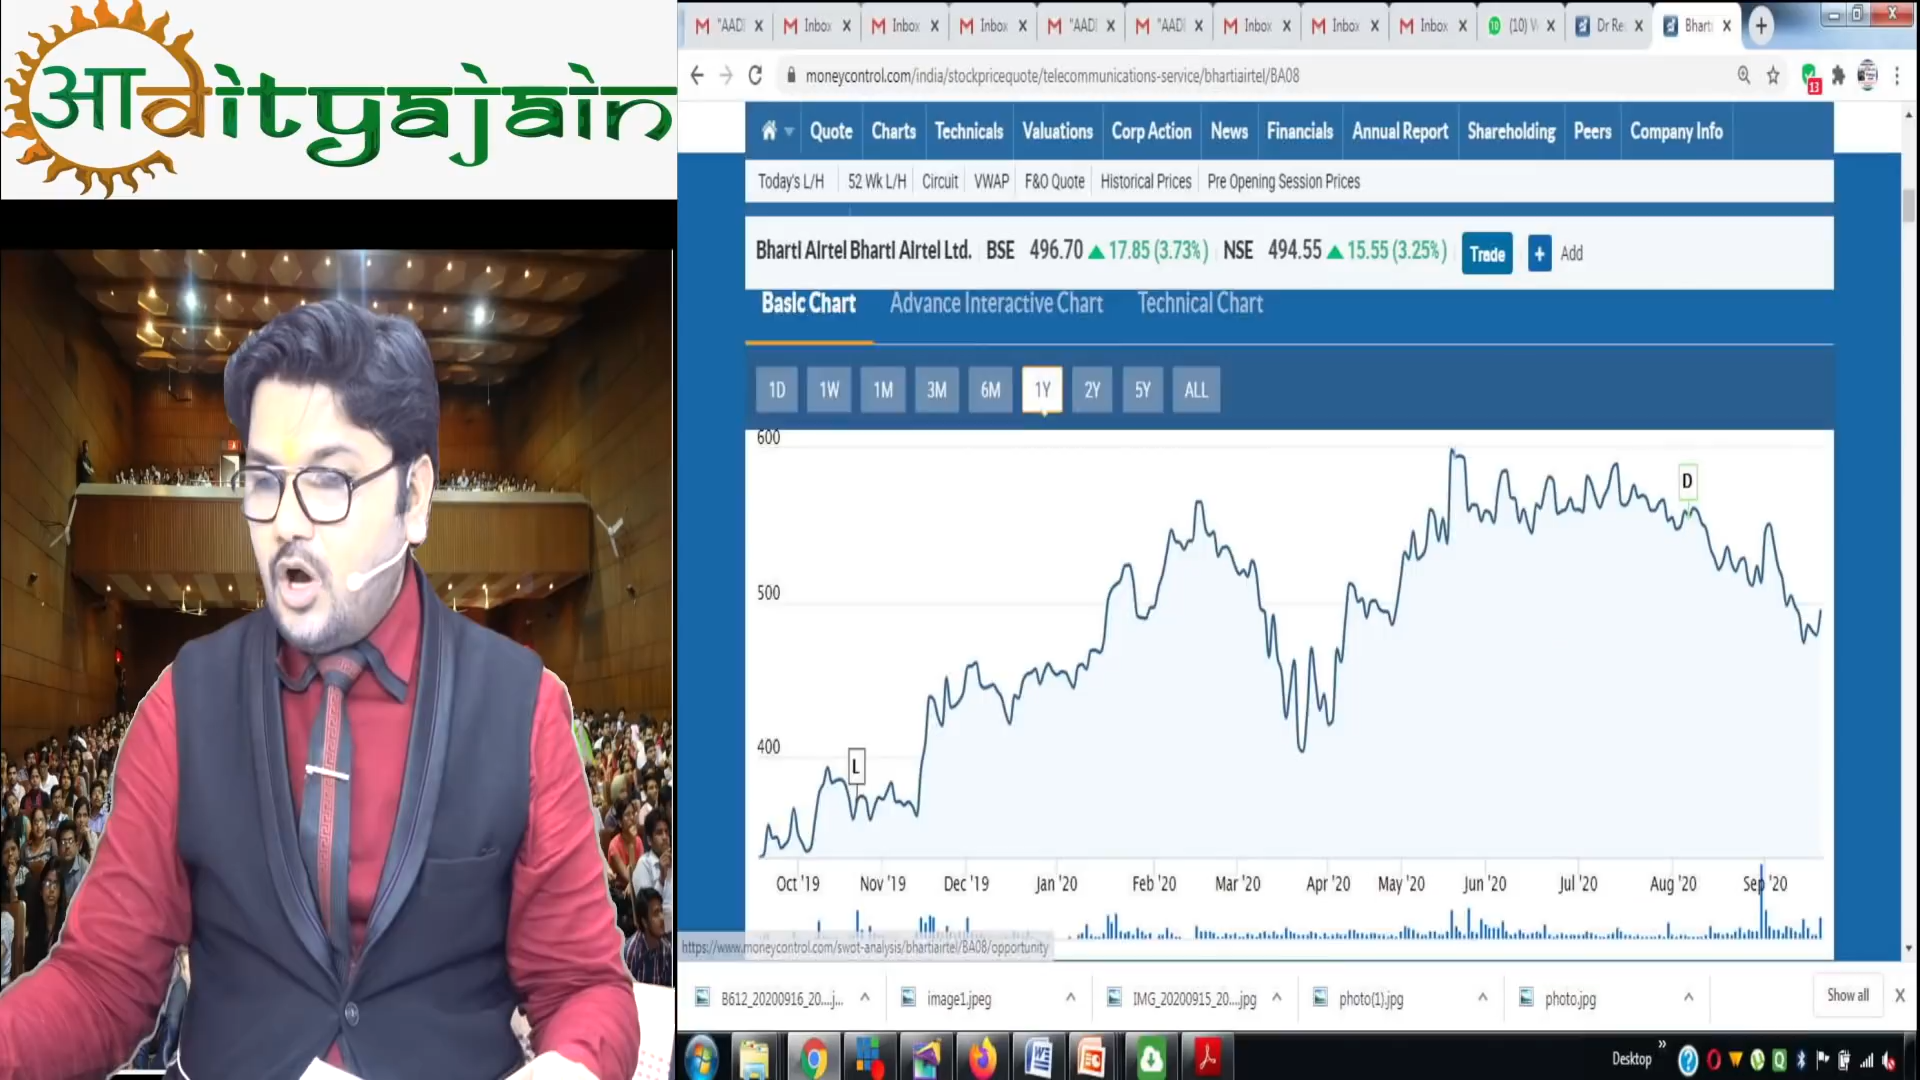 आdityajain
"AADI
Inbox
Inbox
Inbox
"AADI
"AADI
Inbox
Inbox
Inbox
(10) W
Dr Re
Bharti
moneycontrol.com/india/stockpricequote/telecommunications-service/bhartiairtel/BA08
13
Quote Charts Technicals Valuations Corp Action News Financials Annual Report Shareholding Peers Company Info
Today's L/H 52 Wk L/H Circuit VWAP F&O Quote Historical Prices Pre Opening Session Prices
Bharti Airtel Bharti Airtel Ltd. BSE 496.70 ▲ 17.85 (3.73%) NSE 494.55 ▲ 15.55 (3.25%) Trade + Add
Basic Chart Advance Interactive Chart Technical Chart
1D 1W 1M 3M 6M 1Y 2Y 5Y ALL
600
D
500
400
L
Oct '19 Nov '19 Dec '19 Jan '20 Feb '20 Mar '20 Apr '20 May '20 Jun '20 Jul '20 Aug '20 Sep '20
https://www.moneycontrol.com/swot-analysis/bhartiairtel/BA08/opportunity
B612_20200916_20....j... image1.jpeg IMG_20200915_20....jpg photo(1).jpg photo.jpg Show all
Desktop